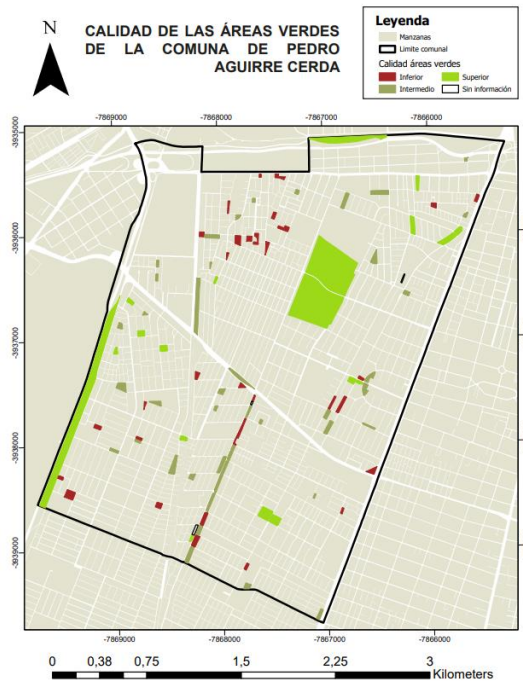 N
CALIDAD DE LAS ÁREAS VERDES
DE LA COMUNA DE PEDRO
AGUIRRE CERDA
Leyenda
Manzanas
Limite comunal
Calidad áreas verdes
Inferior
Superior
Intermedio
Sin información
-7869000 -7868000 -7867000 -7866000
-3935000
-3936000
-3937000
-3938000
-3939000
-7869000 -7868000 -7867000 -7866000
0 0,38 0,75 1,5 2,25 3
Kilometers